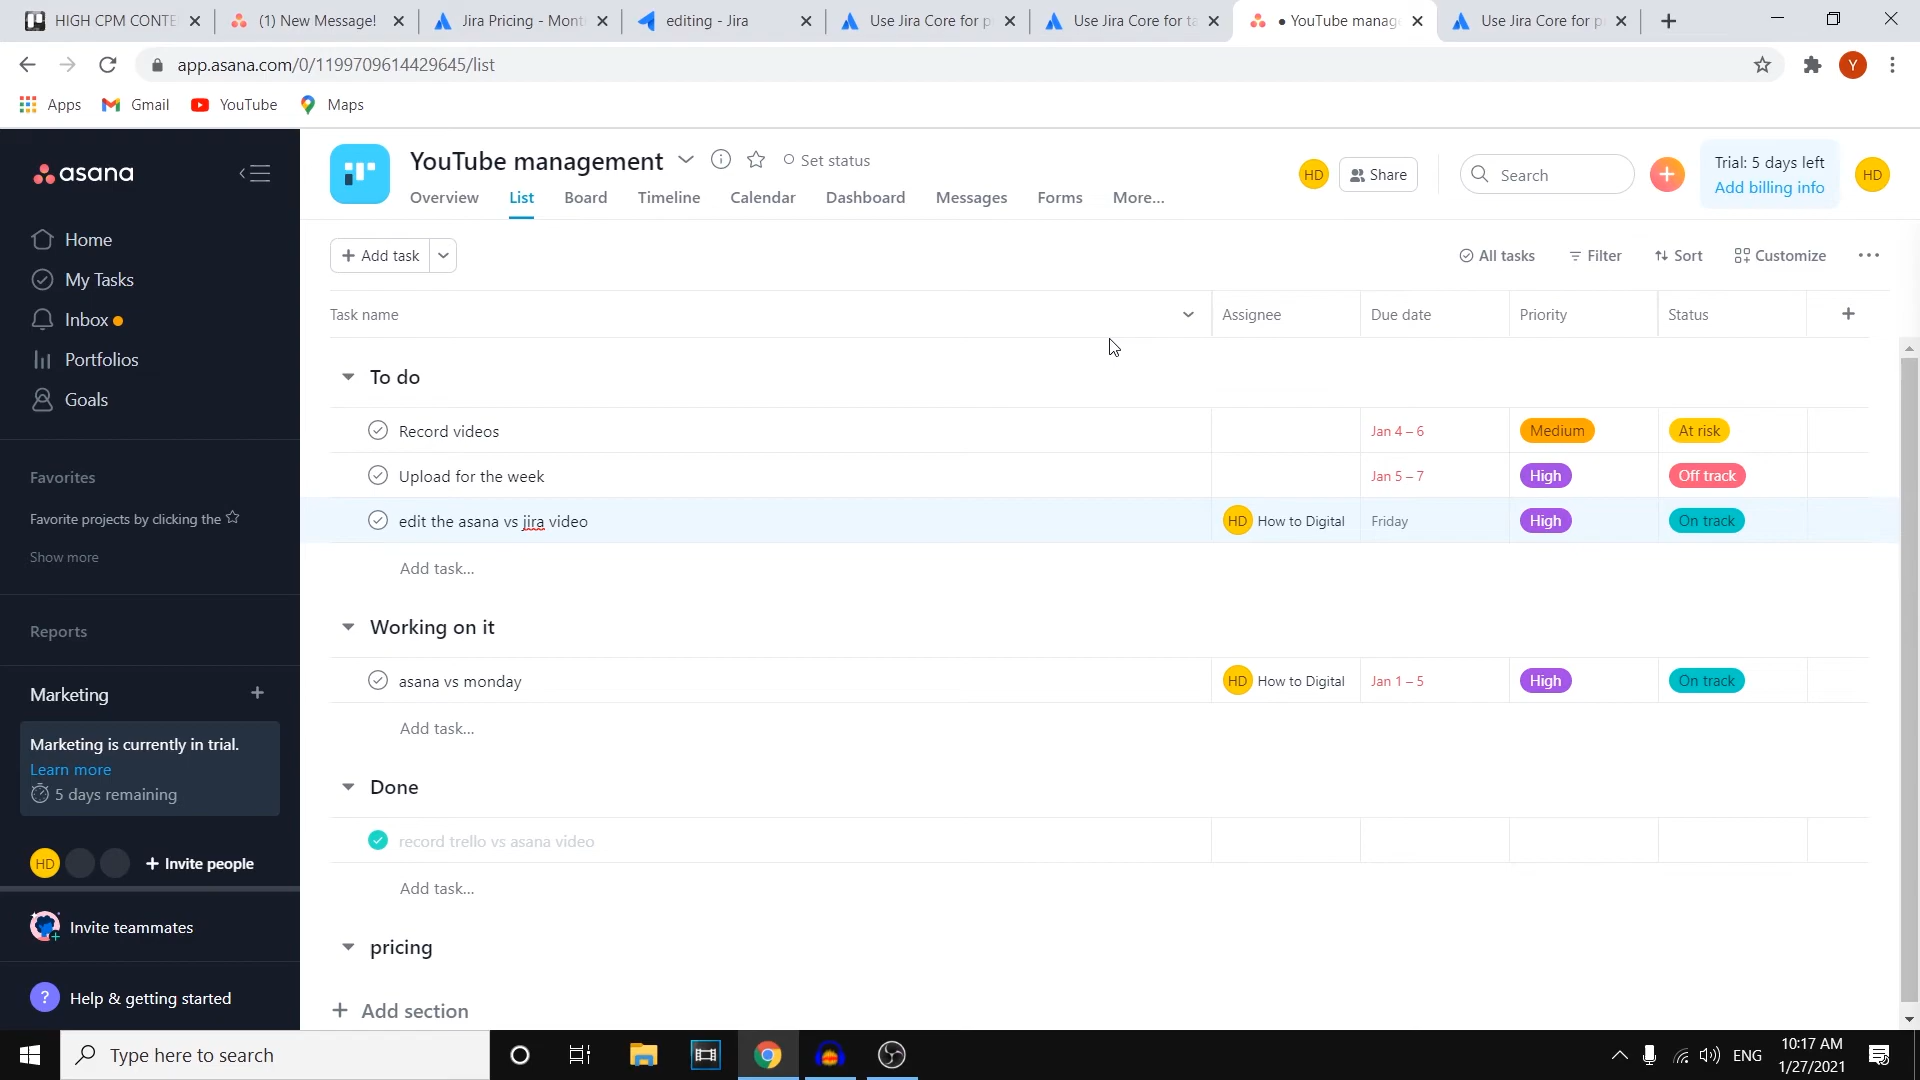 HIGH CPM CONTE
(1) New Message!
Jira Pricing - Mont
editing - Jira
Use Jira Core for p
Use Jira Core for ta
• YouTube manag
Use Jira Core for p
app.asana.com/0/1199709614429645/list
Y
Apps
Gmail
YouTube
Maps
asana
Home
My Tasks
Inbox
Portfolios
Goals
Favorites
Favorite projects by clicking the
Show more
Reports
Marketing
Marketing is currently in trial.
Learn more
5 days remaining
HD
Invite people
Invite teammates
? Help & getting started
YouTube management
Set status
HD
Share
Search
Trial: 5 days left
Add billing info
HD
Overview
List
Board
Timeline
Calendar
Dashboard
Messages
Forms
More...
+ Add task
All tasks
Filter
Sort
Customize
Task name
Assignee
Due date
Priority
Status
To do
Record videos
Jan 4 – 6
Medium
At risk
Upload for the week
Jan 5 – 7
High
Off track
edit the asana vs jira video
HD How to Digital
Friday
High
On track
Add task...
Working on it
asana vs monday
HD How to Digital
Jan 1 – 5
High
On track
Add task...
Done
record trello vs asana video
Add task...
pricing
+ Add section
Type here to search
ENG
10:17 AM
1/27/2021